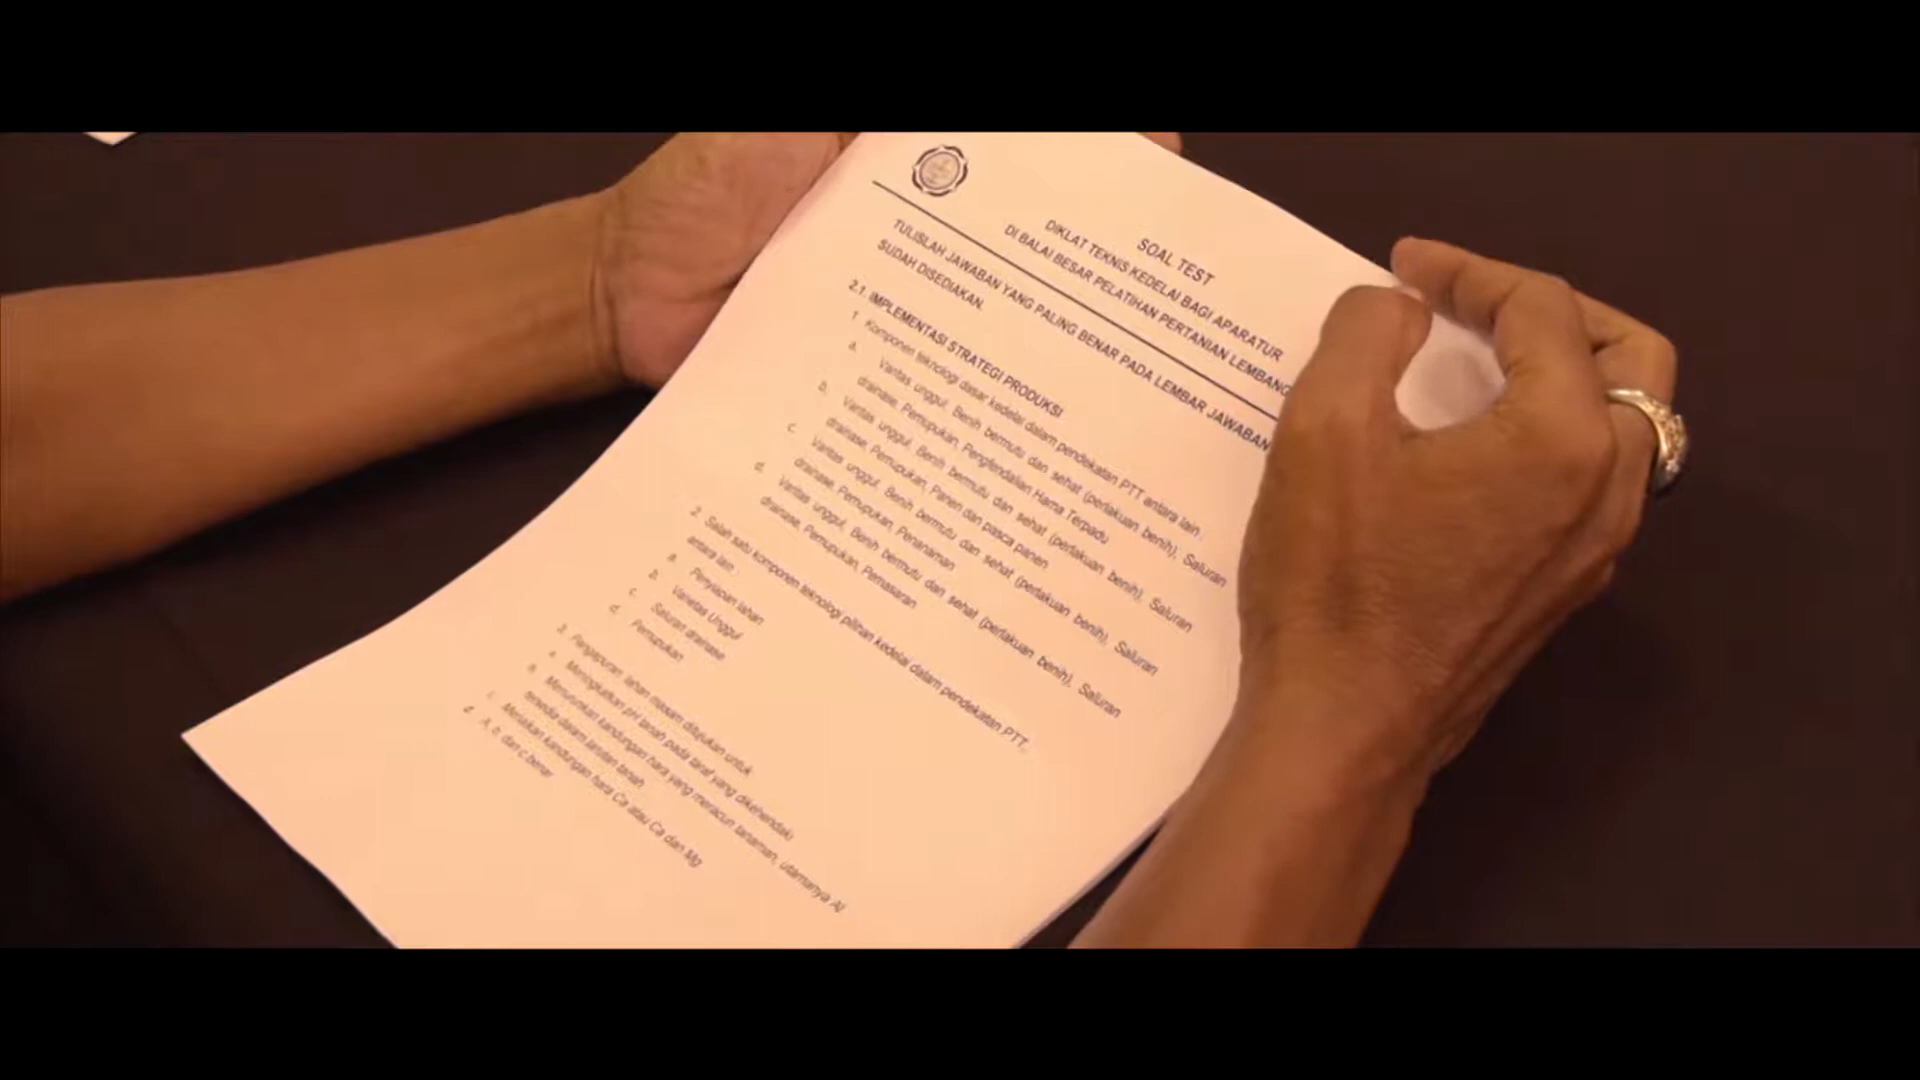 SOAL TEST
DIKLAT TEKNIS KEDELAI BAGI APARATUR
DI BALAI BESAR PELATIHAN PERTANIAN LEMBANG
TULISLAH JAWABAN YANG PALING BENAR PADA LEMBAR JAWABAN
SUDAH DISEDIAKAN.
2.1. IMPLEMENTASI STRATEGI PRODUKSI
1. Komponen teknologi dasar kedelai dalam pendekatan PTT antara lain
a. Varitas unggul, Benih bermutu dan sehat (perlakuan benih), Saluran
drainase, Pemupukan, Pengendalian Hama Terpadu
b. Varitas unggul, Benih bermutu dan sehat (perlakuan benih), Saluran
drainase, Pemupukan, Panen dan pasca panen
c. Varitas unggul, Benih bermutu dan sehat (perlakuan benih), Saluran
drainase, Pemupukan, Penanaman
d. Varitas unggul, Benih bermutu dan sehat (perlakuan benih), Saluran
drainase, Pemupukan, Pemasaran
2. Salah satu komponen teknologi pilihan kedelai dalam pendekatan PTT,
antara lain
a. Penyiapan lahan
b. Varietas Unggul
c. Saluran drainase
d. Pemupukan
3. Pengapuran lahan masam ditujukan untuk
a. Meningkatkan pH tanah pada taraf yang dikehendaki
b. Menurunkan kandungan hara yang meracun tanaman, utamanya Al
tersedia dalam larutan tanah
c. Menaikan kandungan hara Ca atau Ca dan Mg
d. A, b, dan c benar